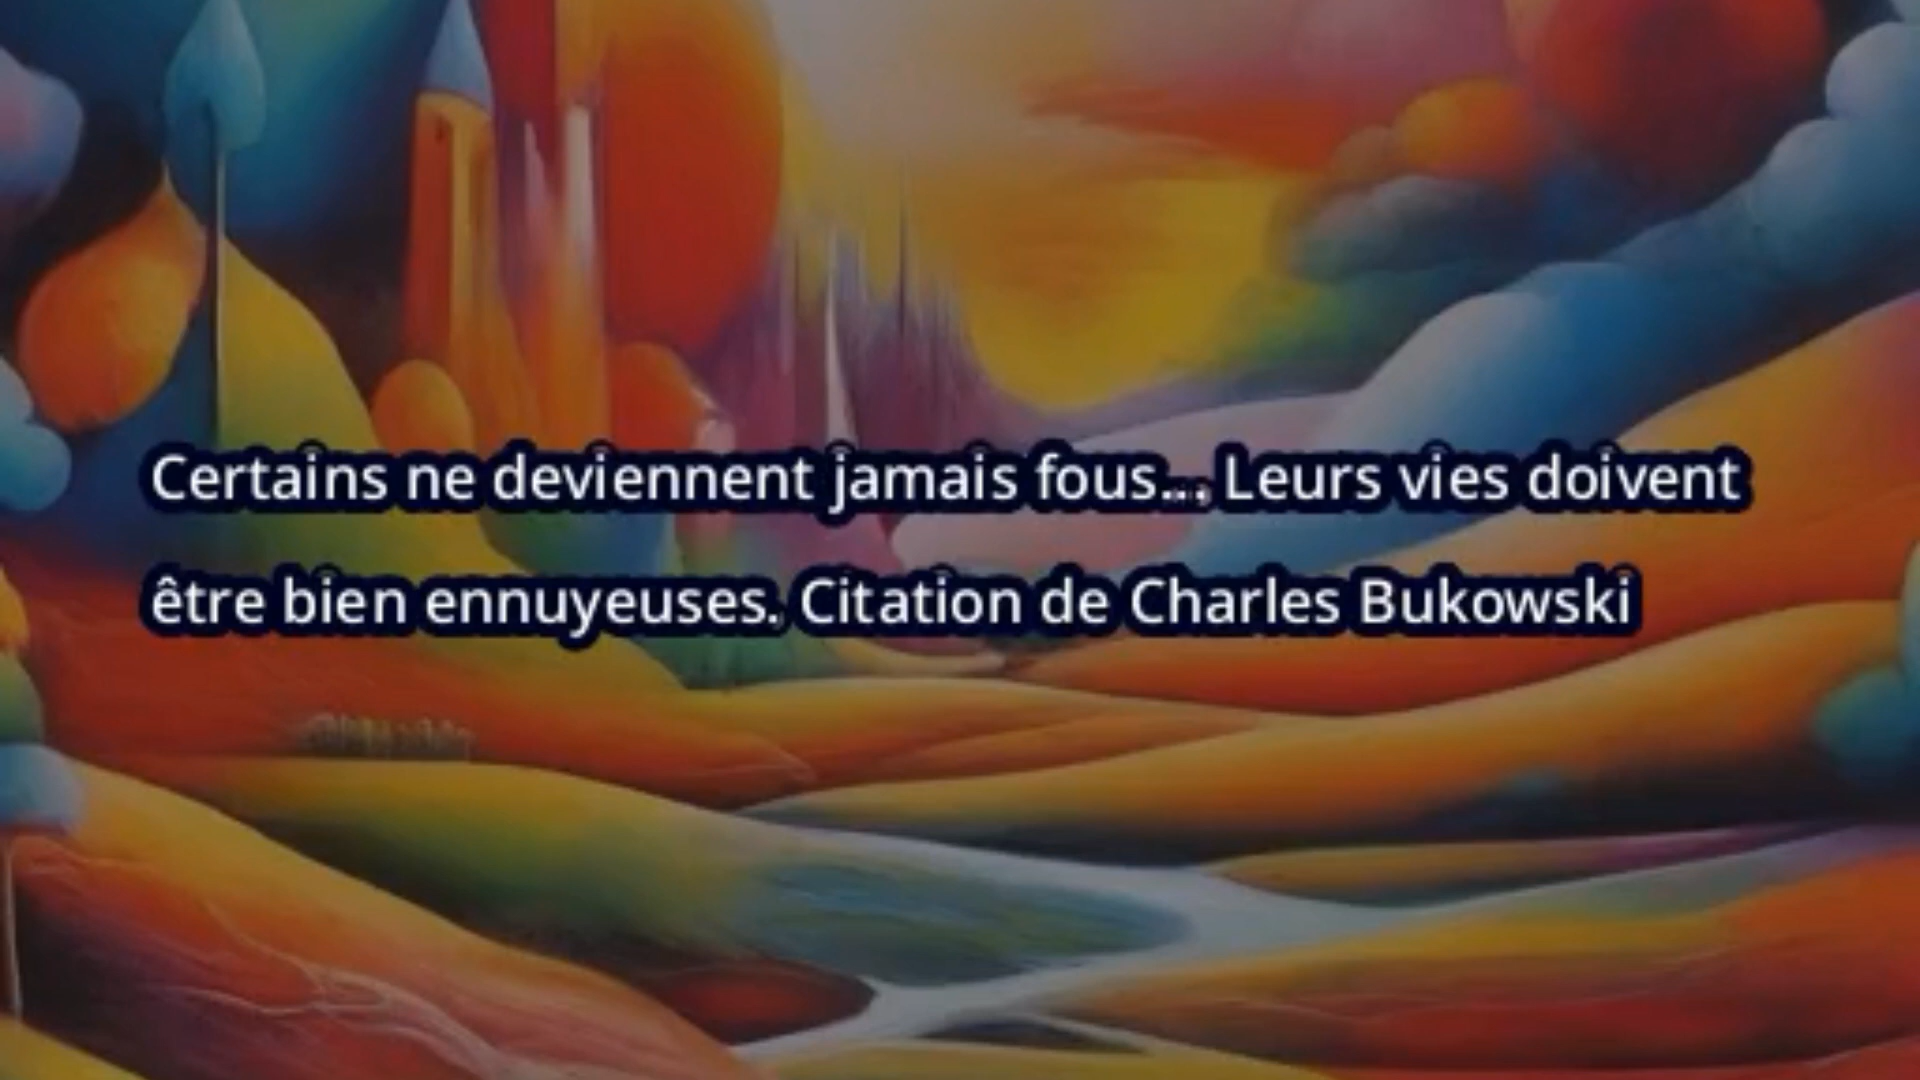 Certains ne deviennent jamais fous... Leurs vies doivent
être bien ennuyeuses. Citation de Charles Bukowski